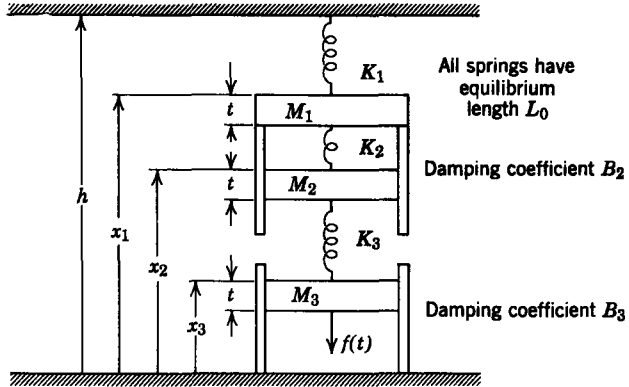 K₁
All springs have
equilibrium
length L₀
t
M₁
K₂
Damping coefficient B₂
t
M₂
h
x₁
x₂
K₃
t
M₃
x₃
Damping coefficient B₃
f(t)